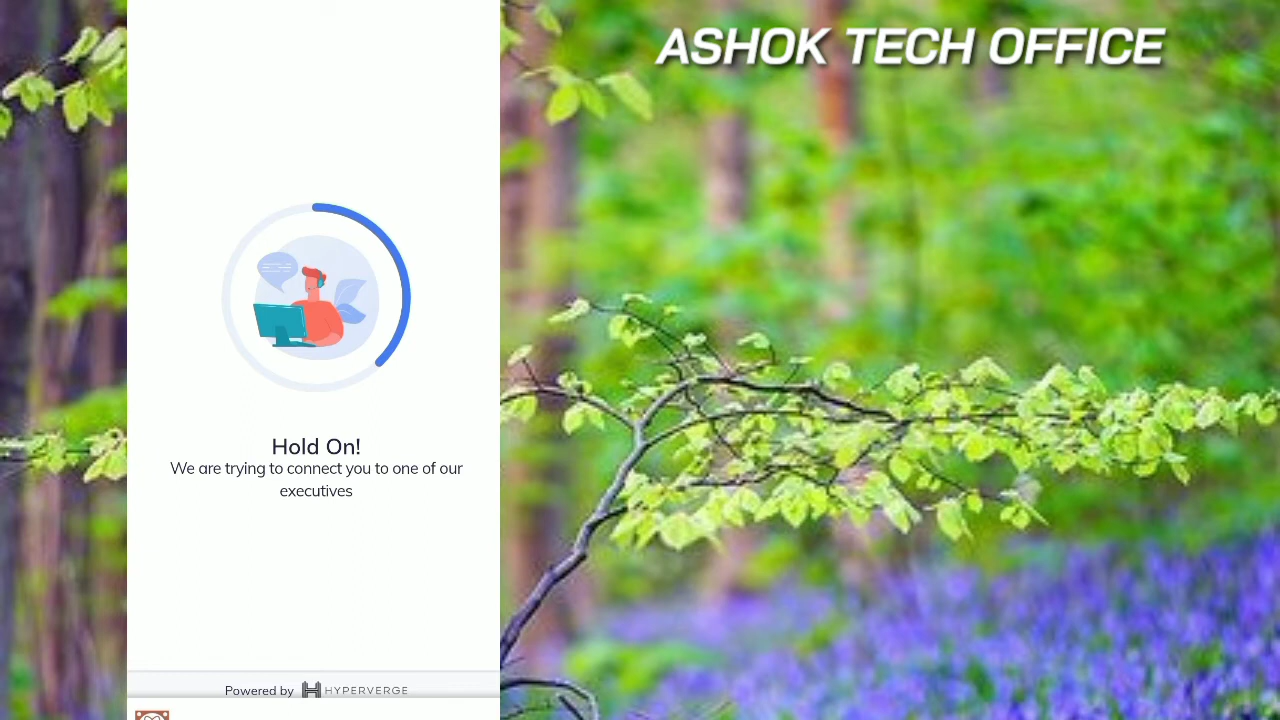 ASHOK TECH OFFICE
Hold On!
We are trying to connect you to one of our
executives
Powered by HYPERVERGE